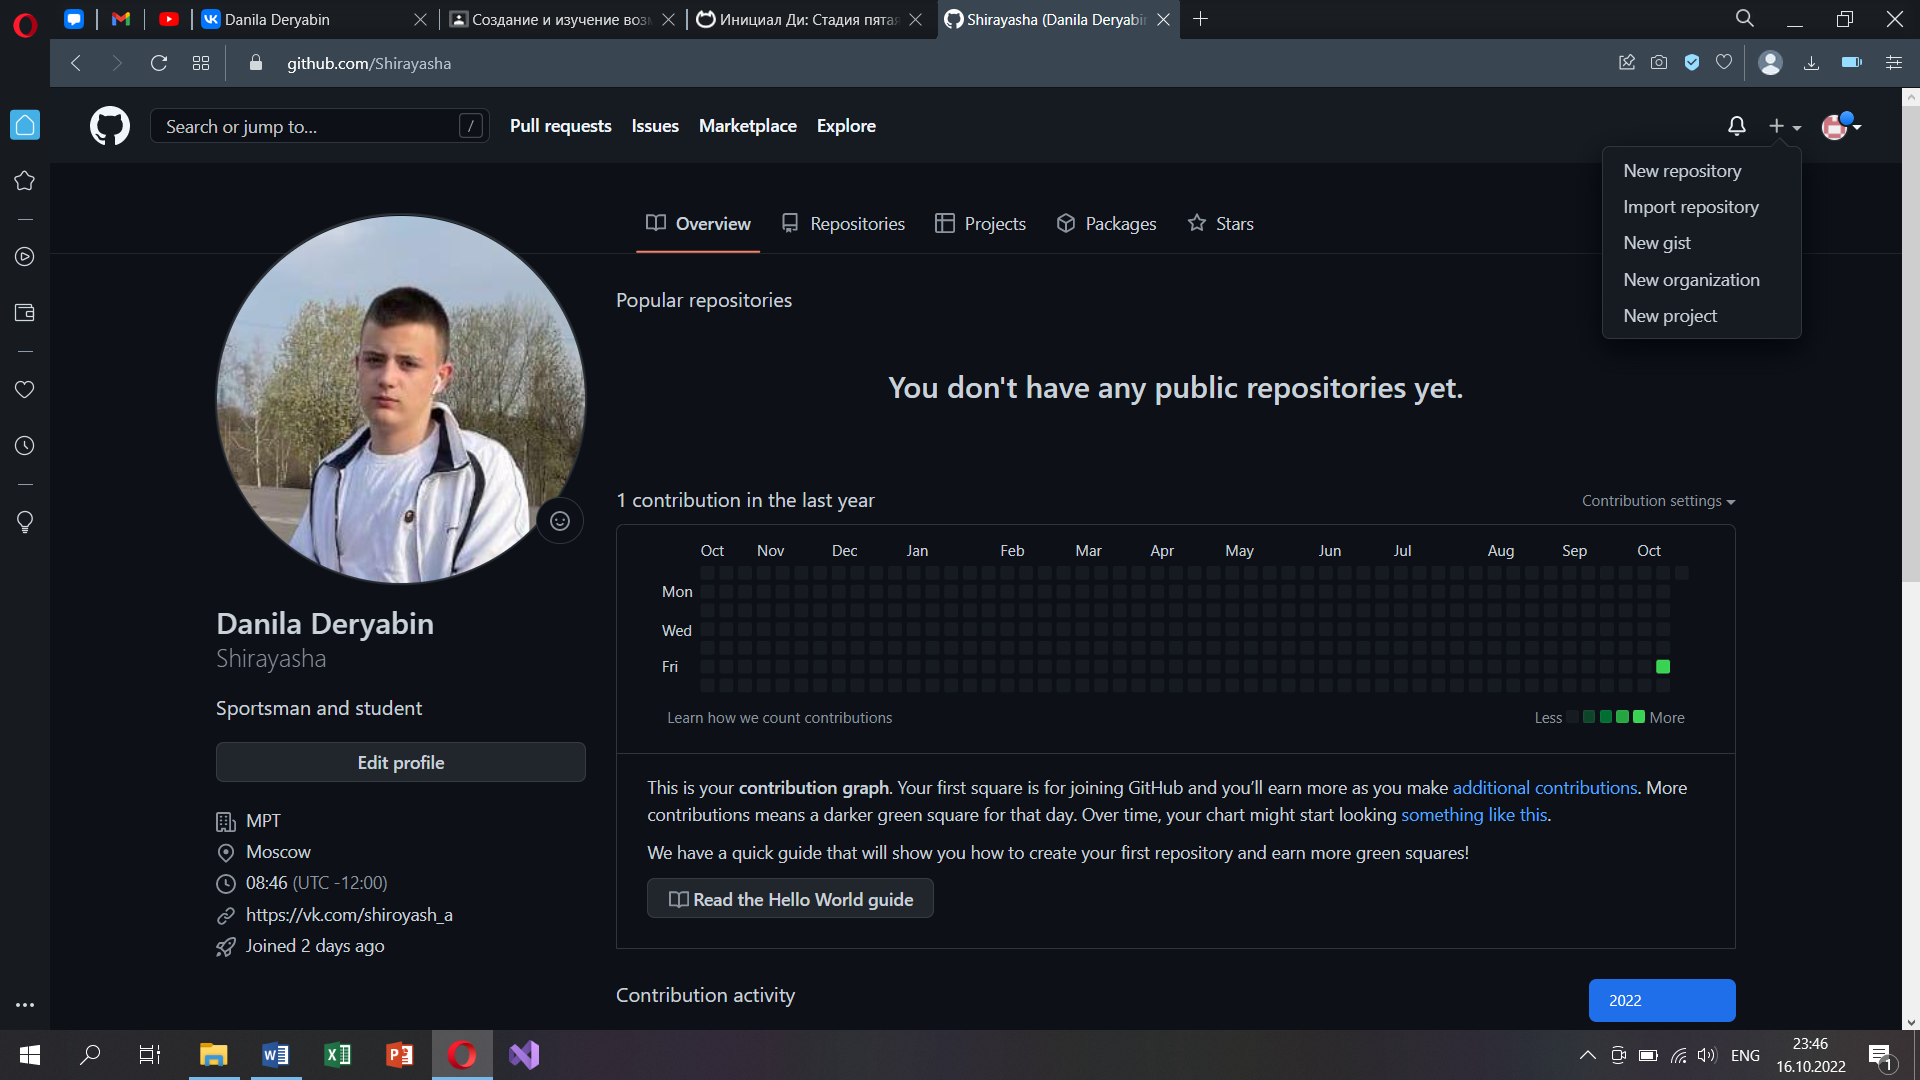 Danila Deryabin
Создание и изучение воз
Инициал Ди: Стадия пятая
Shirayasha (Danila Deryabin
github.com/Shirayasha
Search or jump to...
/
Pull requests
Issues
Marketplace
Explore
New repository
Import repository
New gist
New organization
New project
Overview
Repositories
Projects
Packages
Stars
Popular repositories
You don't have any public repositories yet.
1 contribution in the last year
Contribution settings
Oct Nov Dec Jan Feb Mar Apr May Jun Jul Aug Sep Oct
Mon
Wed
Fri
Learn how we count contributions
Less
More
This is your contribution graph. Your first square is for joining GitHub and you’ll earn more as you make additional contributions. More
contributions means a darker green square for that day. Over time, your chart might start looking something like this.
We have a quick guide that will show you how to create your first repository and earn more green squares!
Read the Hello World guide
Contribution activity
2022
Danila Deryabin
Shirayasha
Sportsman and student
Edit profile
MPT
Moscow
08:46 (UTC -12:00)
https://vk.com/shiroyash_a
Joined 2 days ago
ENG
23:46
16.10.2022
1